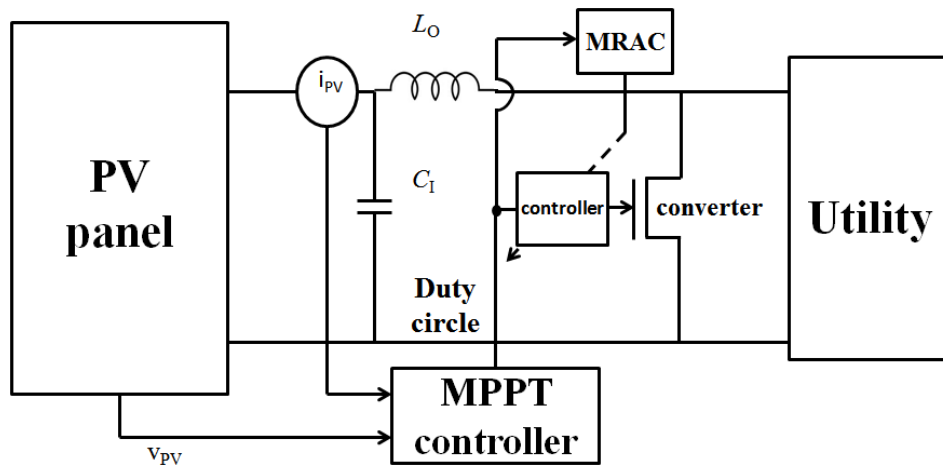 L_O
MRAC
i_PV
PV
panel
C_I
controller
converter
Utility
Duty
circle
MPPT
controller
v_PV